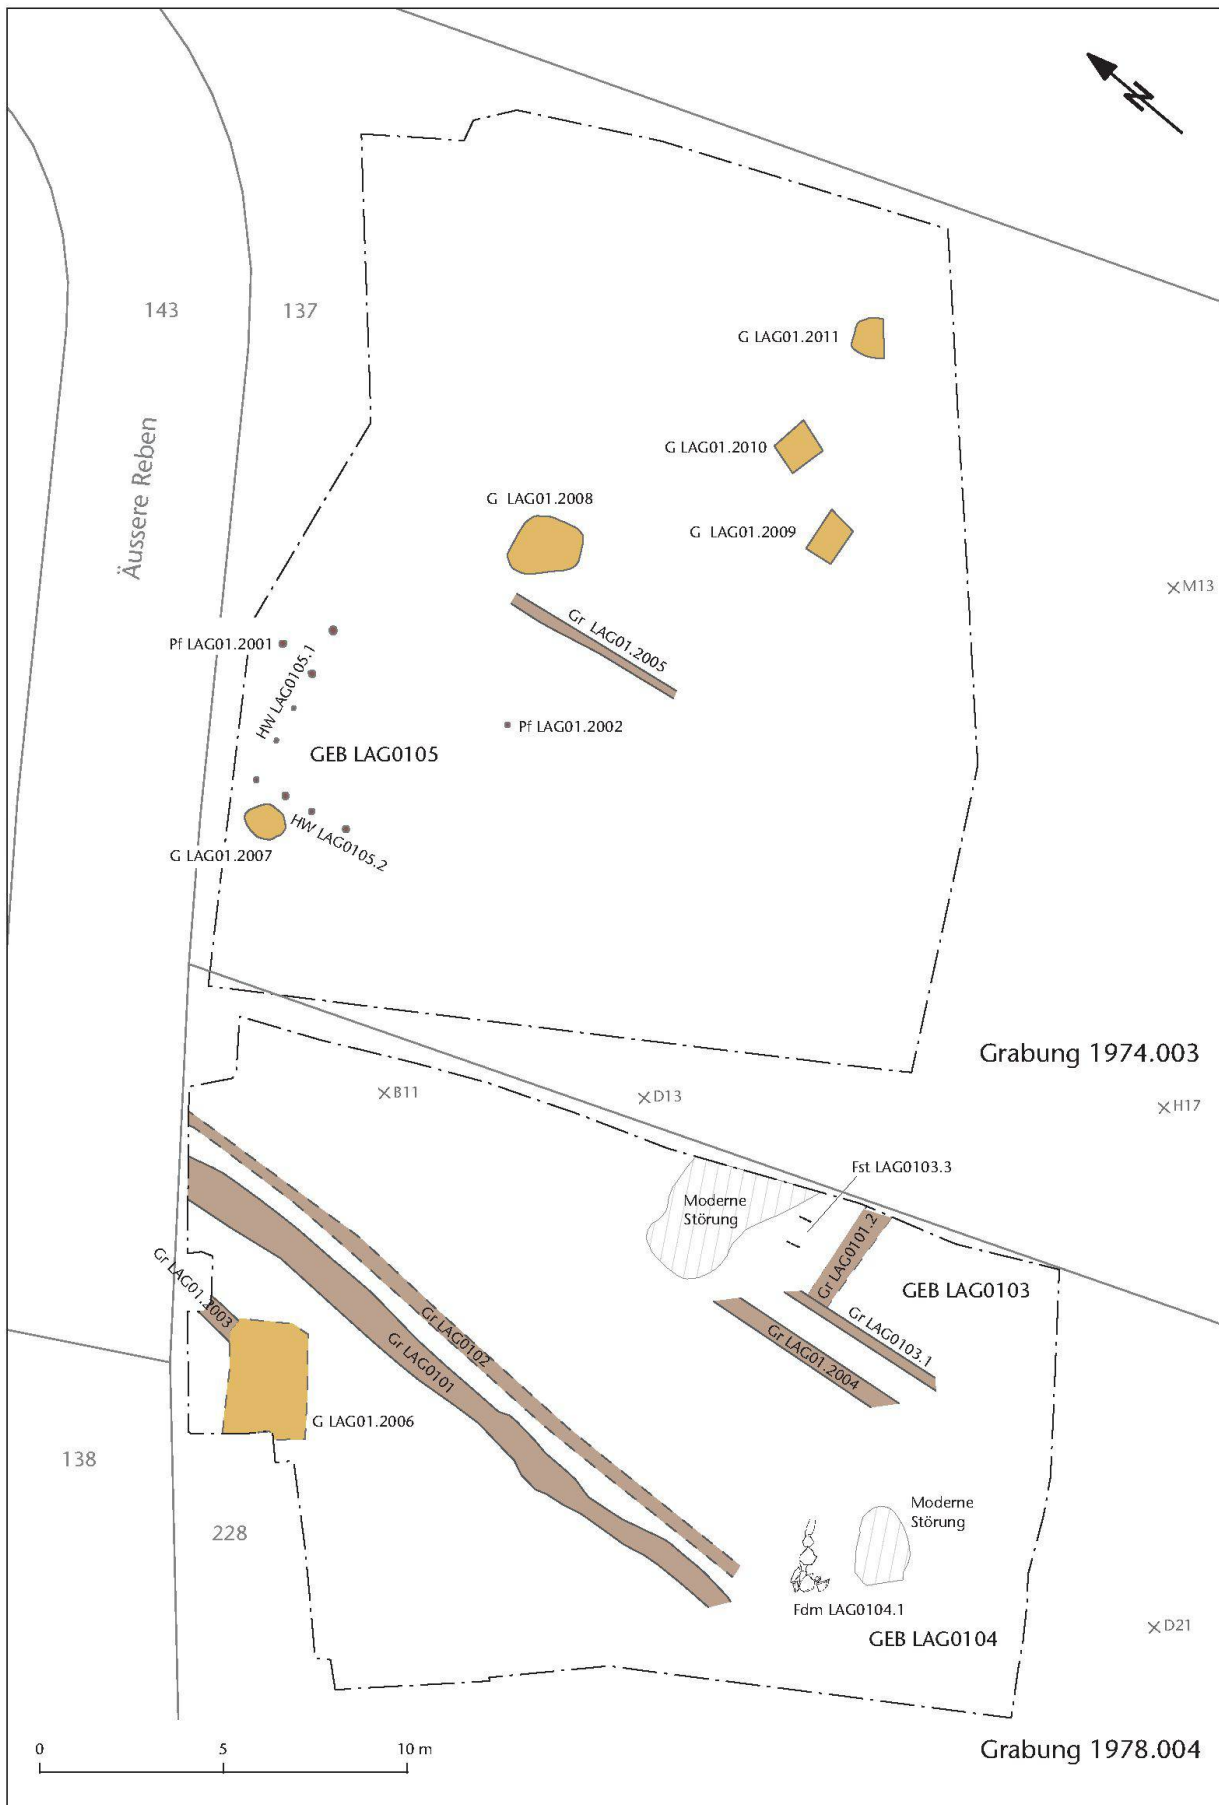 N
143
137
Äussere Reben
G LAG01.2011
G LAG01.2010
G LAG01.2008
G LAG01.2009
M13
Gr LAG01.2005
Pf LAG01.2001
HW LAG0105.1
Pf LAG01.2002
GEB LAG0105
HW LAG0105.2
G LAG01.2007
Grabung 1974.003
B11
D13
H17
Fst LAG0103.3
Moderne
Störung
Gr LAG0101.2
Gr LAG01.2003
GEB LAG0103
Gr LAG0102
Gr LAG0103.1
Gr LAG0101
Gr LAG01.2004
G LAG01.2006
138
228
Moderne
Störung
Fdm LAG0104.1
GEB LAG0104
D21
0 5 10 m
Grabung 1978.004